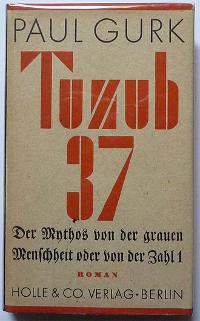 PAUL GURK
Tuzub
37
Der Mythos von der grauen
Menschheit oder von der Zahl 1
ROMAN
HOLLE & CO. VERLAG · BERLIN